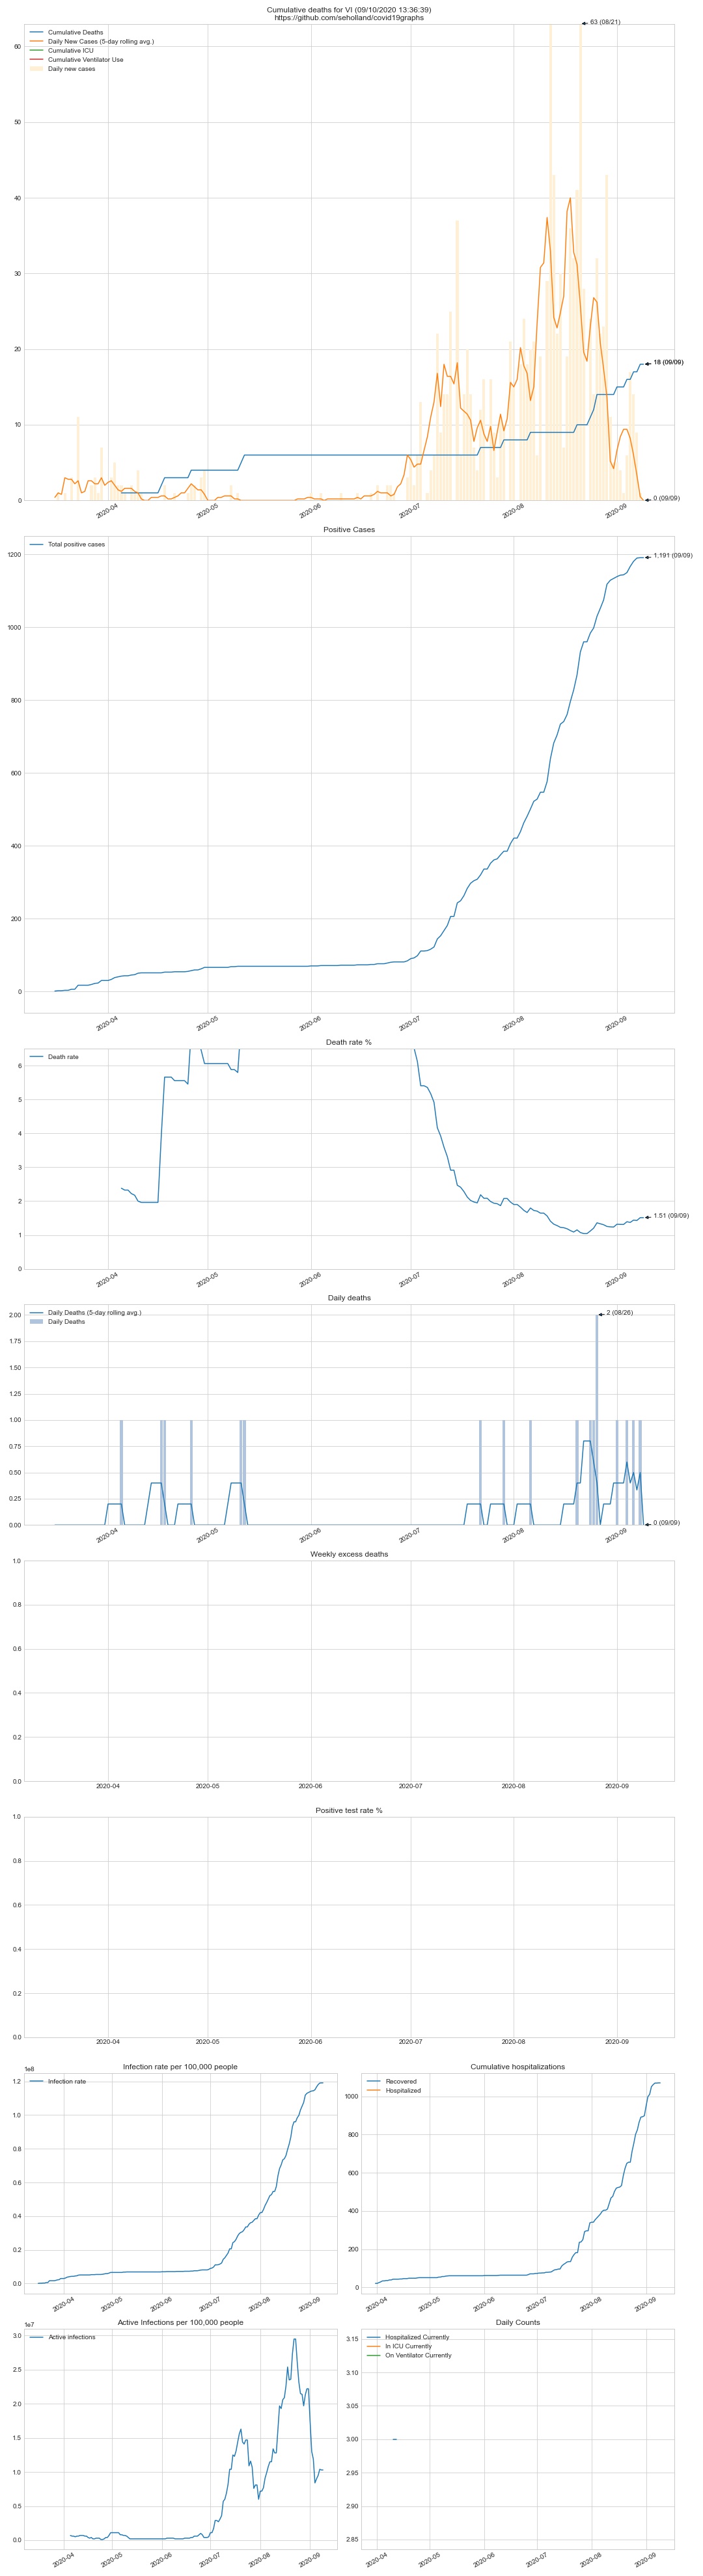 Cumulative deaths for VI (09/10/2020 13:36:39)
https://github.com/seholland/covid19graphs
Cumulative Deaths
Daily New Cases (5-day rolling avg.)
Cumulative ICU
Cumulative Ventilator Use
Daily new cases
63 (08/21)
60
50
40
30
20
10
0
18 (09/09)
0 (09/09)
2020-04 2020-05 2020-06 2020-07 2020-08 2020-09
Positive Cases
Total positive cases
1,191 (09/09)
1200
1000
800
600
400
200
0
2020-04 2020-05 2020-06 2020-07 2020-08 2020-09
Death rate %
Death rate
6
5
4
3
2
1
0
1.51 (09/09)
2020-04 2020-05 2020-06 2020-07 2020-08 2020-09
Daily deaths
Daily Deaths (5-day rolling avg.)
Daily Deaths
2 (08/26)
2.00
1.75
1.50
1.25
1.00
0.75
0.50
0.25
0.00
0 (09/09)
2020-04 2020-05 2020-06 2020-07 2020-08 2020-09
Weekly excess deaths
1.0
0.8
0.6
0.4
0.2
0.0
2020-04 2020-05 2020-06 2020-07 2020-08 2020-09
Positive test rate %
1.0
0.8
0.6
0.4
0.2
0.0
2020-04 2020-05 2020-06 2020-07 2020-08 2020-09
Infection rate per 100,000 people
1e8
Infection rate
1.2
1.0
0.8
0.6
0.4
0.2
0.0
2020-04 2020-05 2020-06 2020-07 2020-08 2020-09
Cumulative hospitalizations
Recovered
Hospitalized
1000
800
600
400
200
0
2020-04 2020-05 2020-06 2020-07 2020-08 2020-09
Active Infections per 100,000 people
1e7
Active infections
3.0
2.5
2.0
1.5
1.0
0.5
0.0
2020-04 2020-05 2020-06 2020-07 2020-08 2020-09
Daily Counts
Hospitalized Currently
In ICU Currently
On Ventilator Currently
3.15
3.10
3.05
3.00
2.95
2.90
2.85
2020-04 2020-05 2020-06 2020-07 2020-08 2020-09